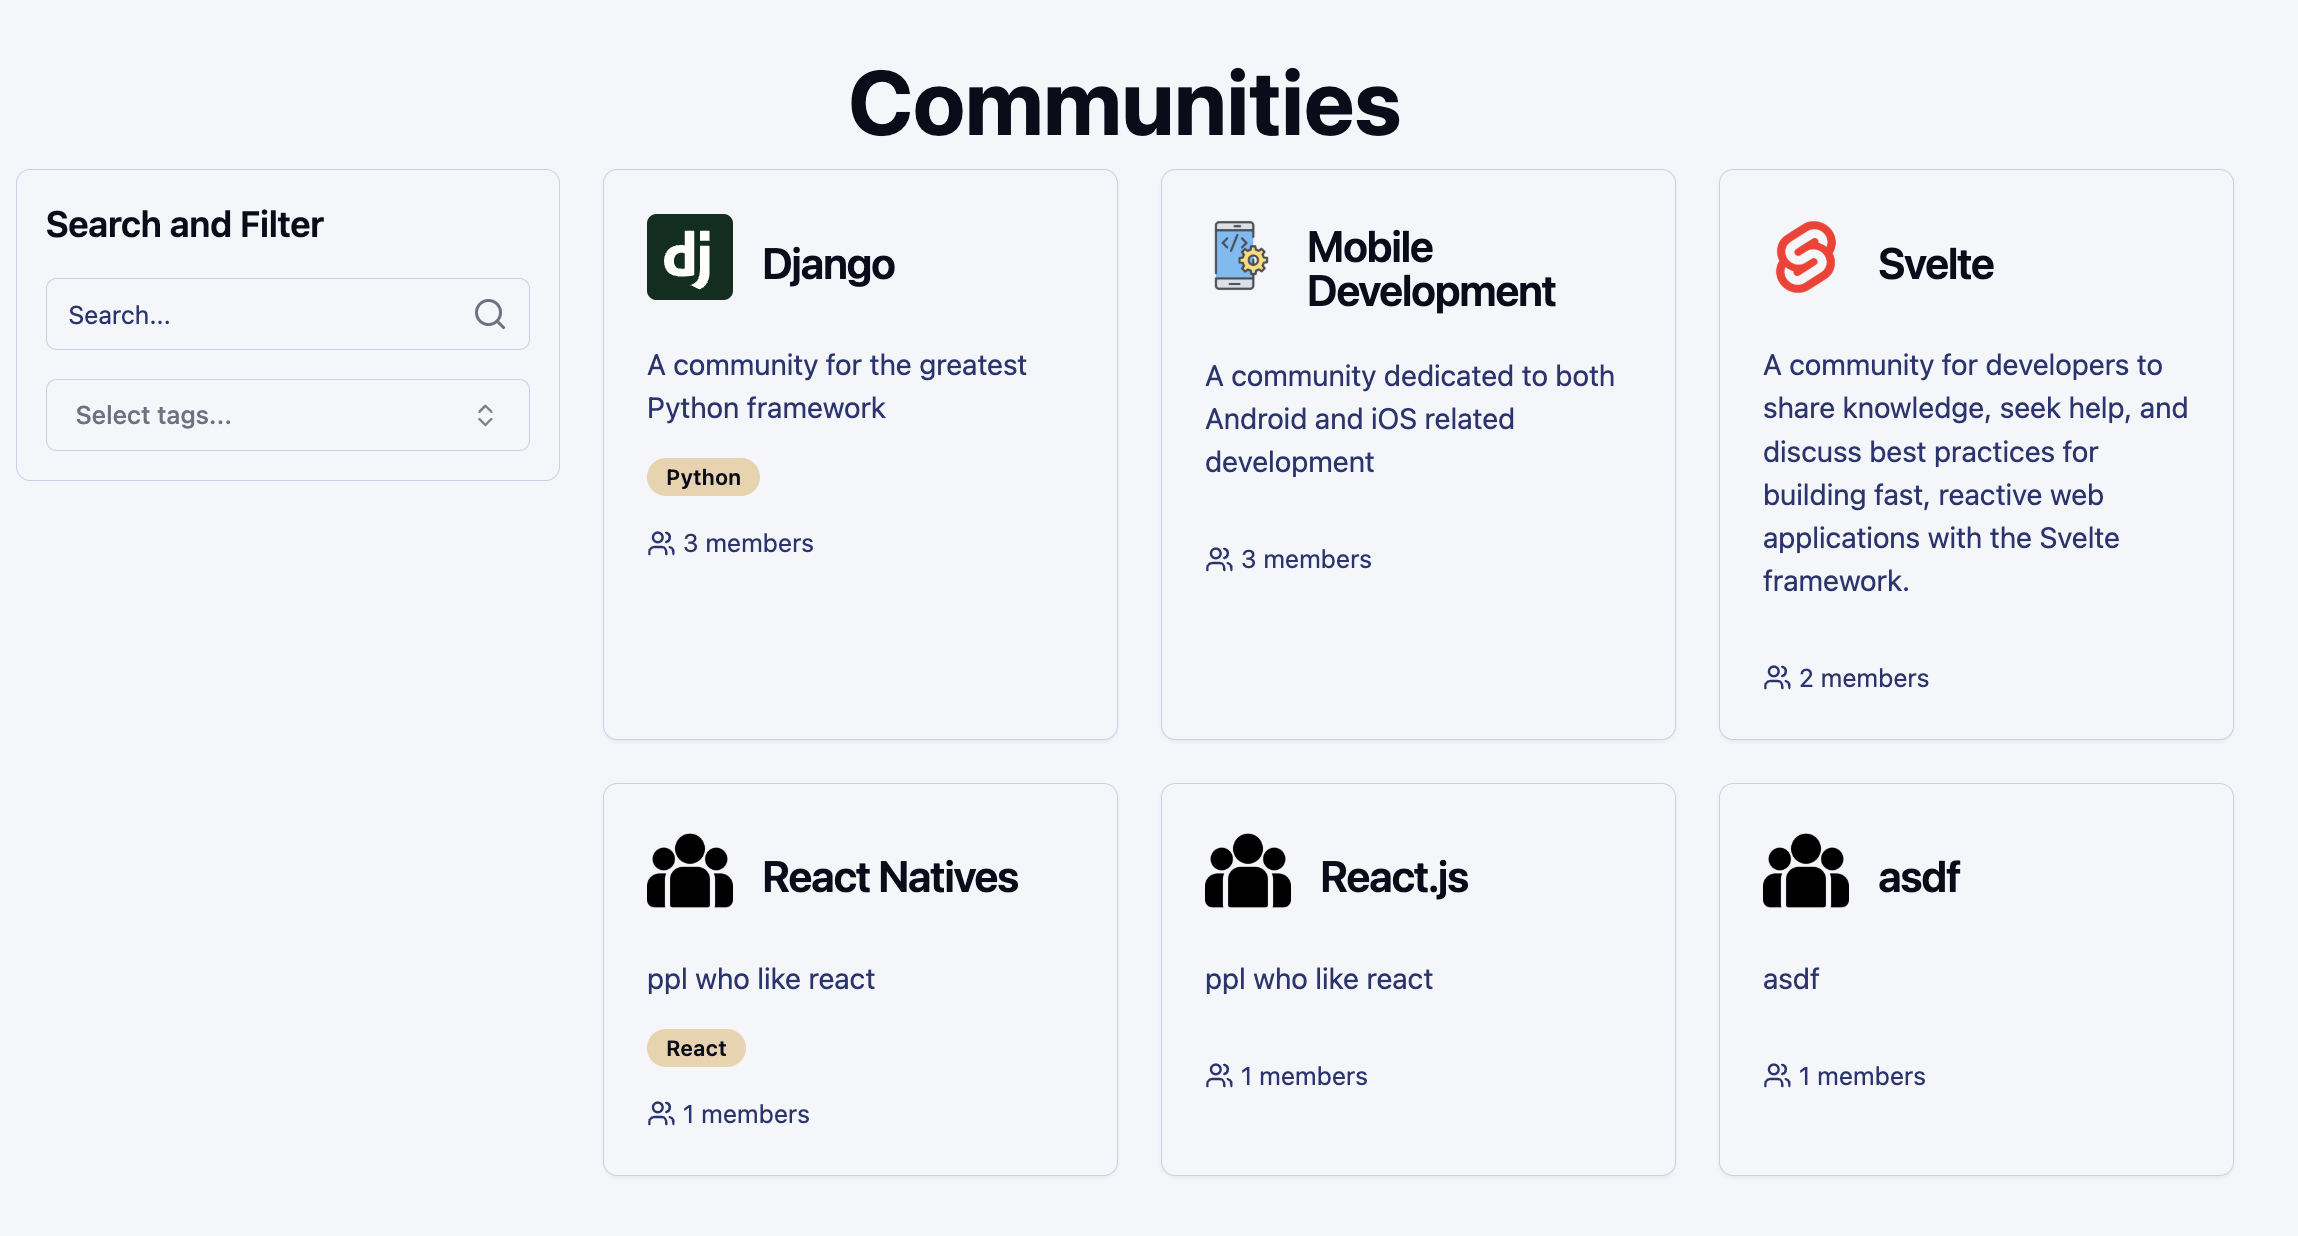 Communities
Search and Filter
Search...
Select tags...
dj
Django
A community for the greatest
Python framework
Python
3 members
</>
Mobile
Development
A community dedicated to both
Android and iOS related
development
3 members
Svelte
A community for developers to
share knowledge, seek help, and
discuss best practices for
building fast, reactive web
applications with the Svelte
framework.
2 members
React Natives
ppl who like react
React
1 members
React.js
ppl who like react
1 members
asdf
asdf
1 members